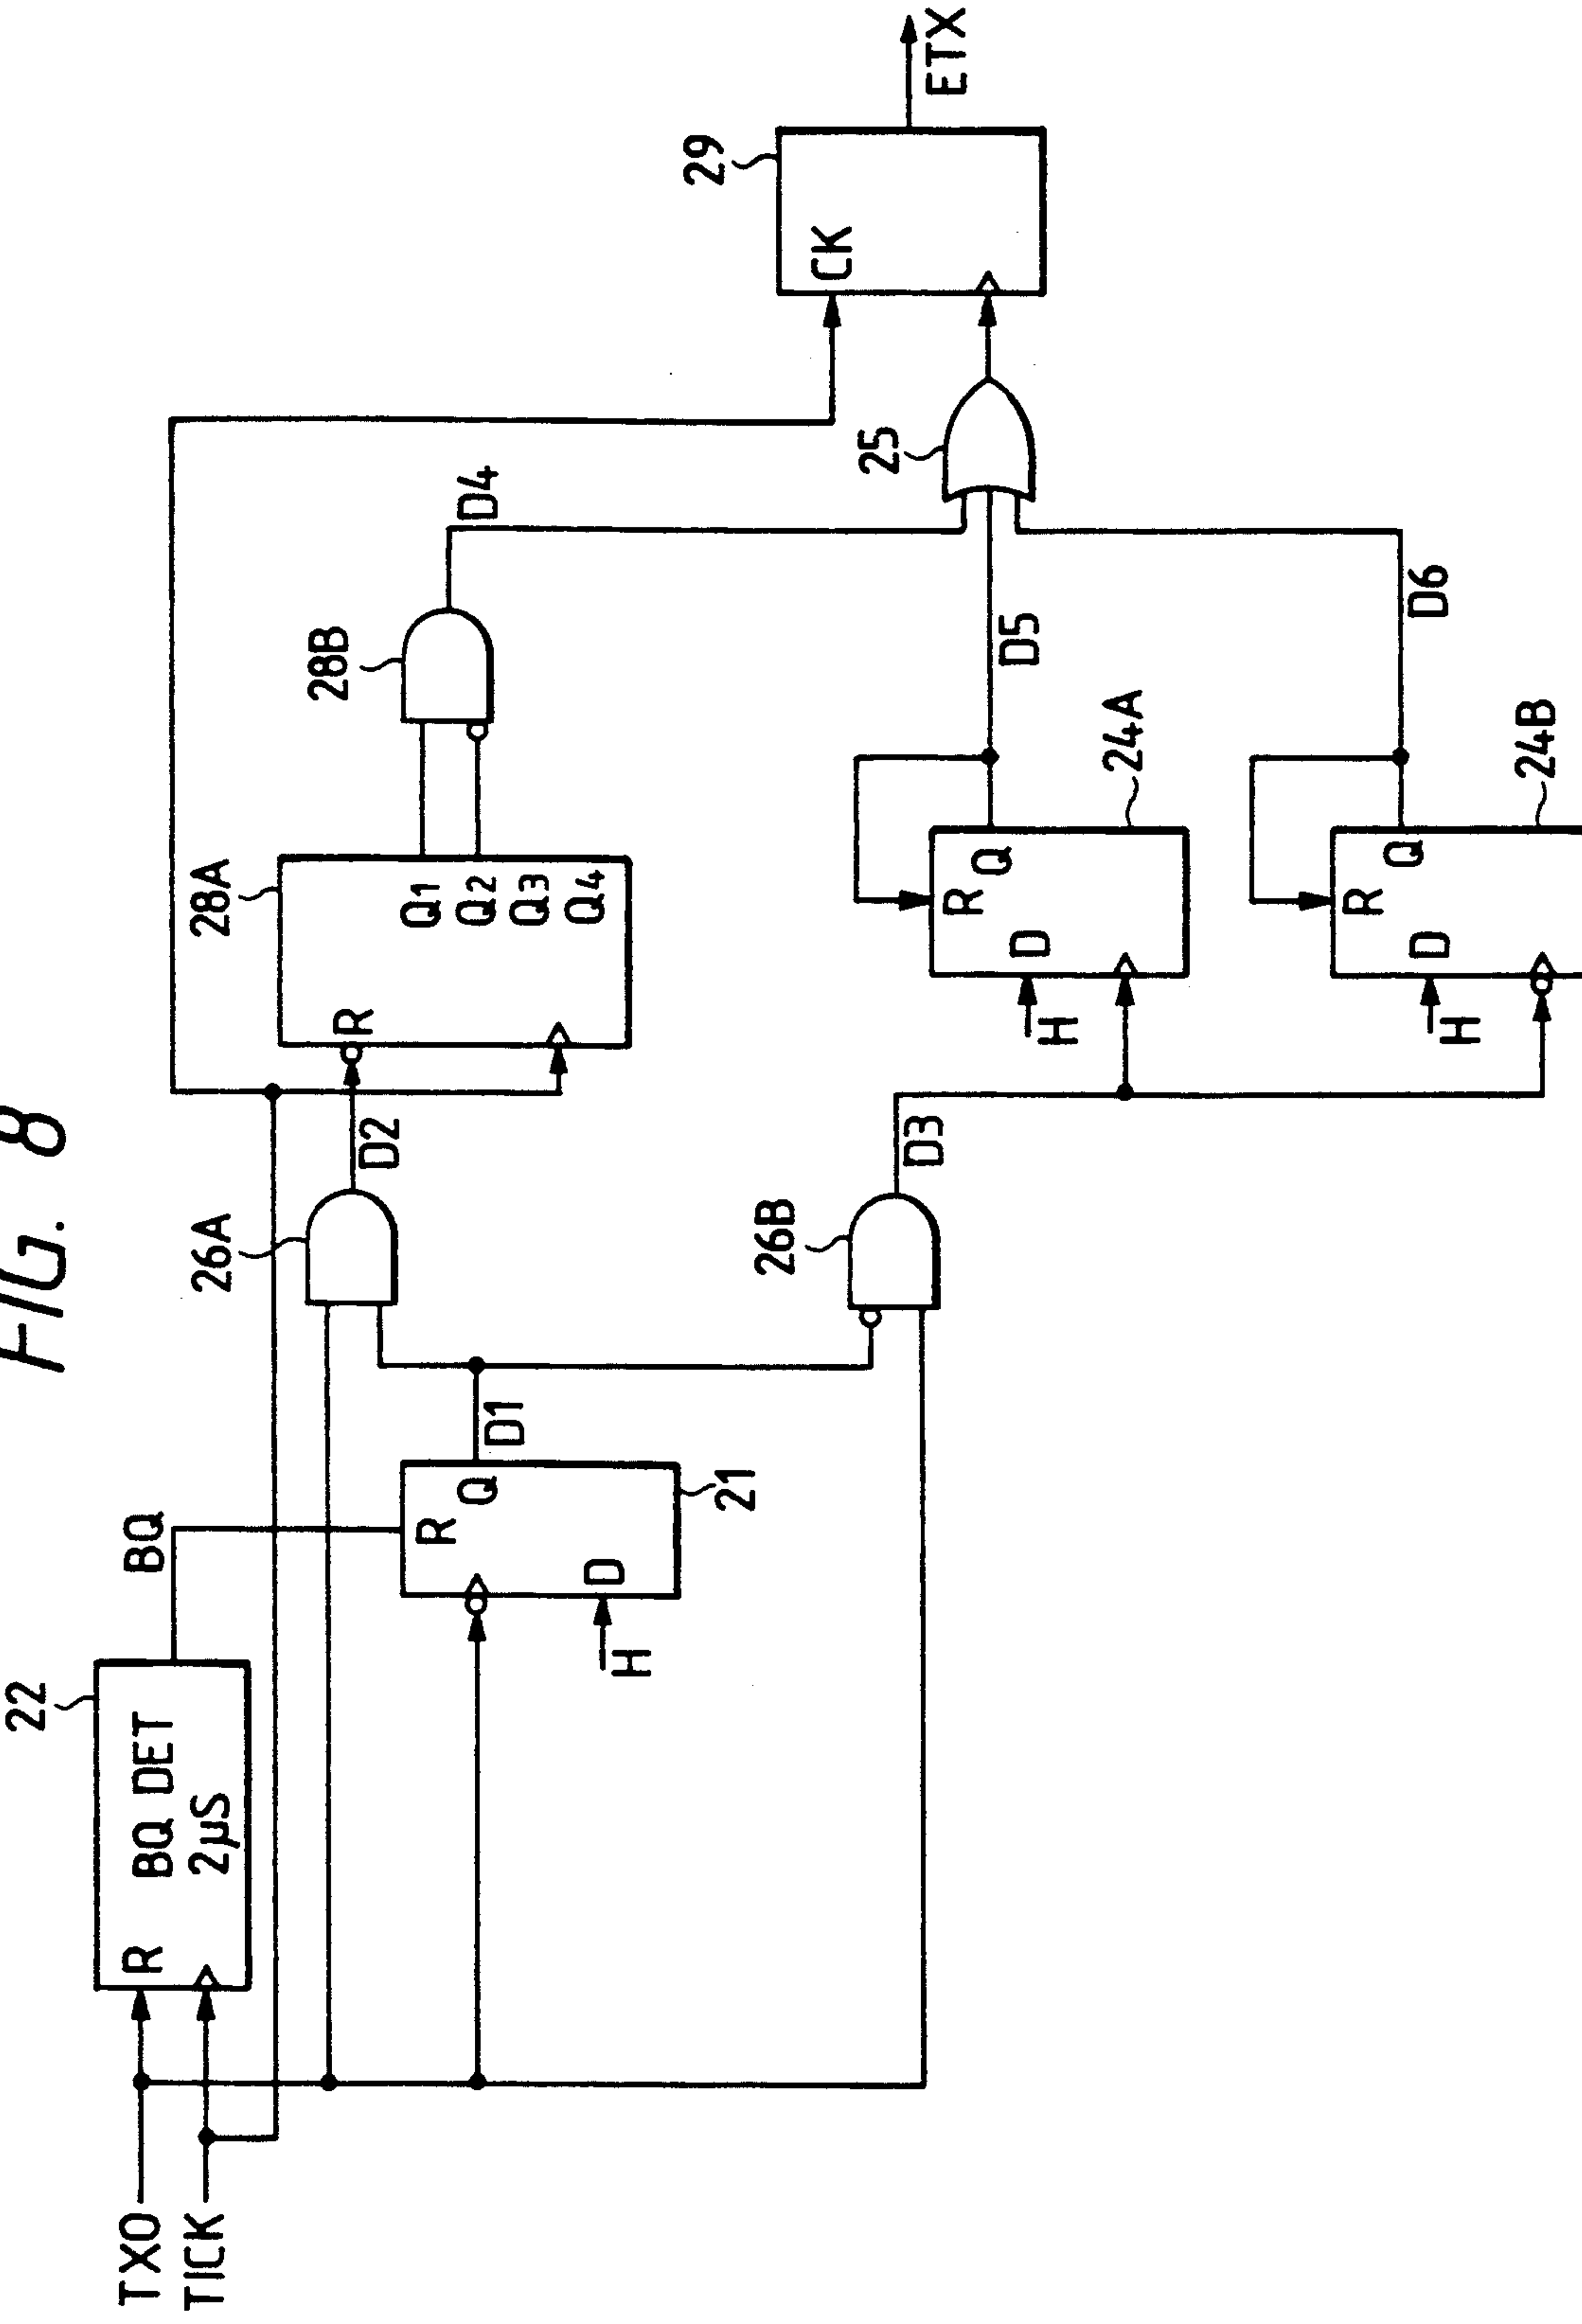 FIG. 8
TXO
TICK
22
R
BQ DET
2µS
BQ
R
Q
D
H
21
D1
26A
D2
26B
D3
28A
R
Q1
Q2
Q3
Q4
28B
D4
H
D
R
Q
24A
D5
H
D
R
Q
24B
D6
25
29
CK
ETX